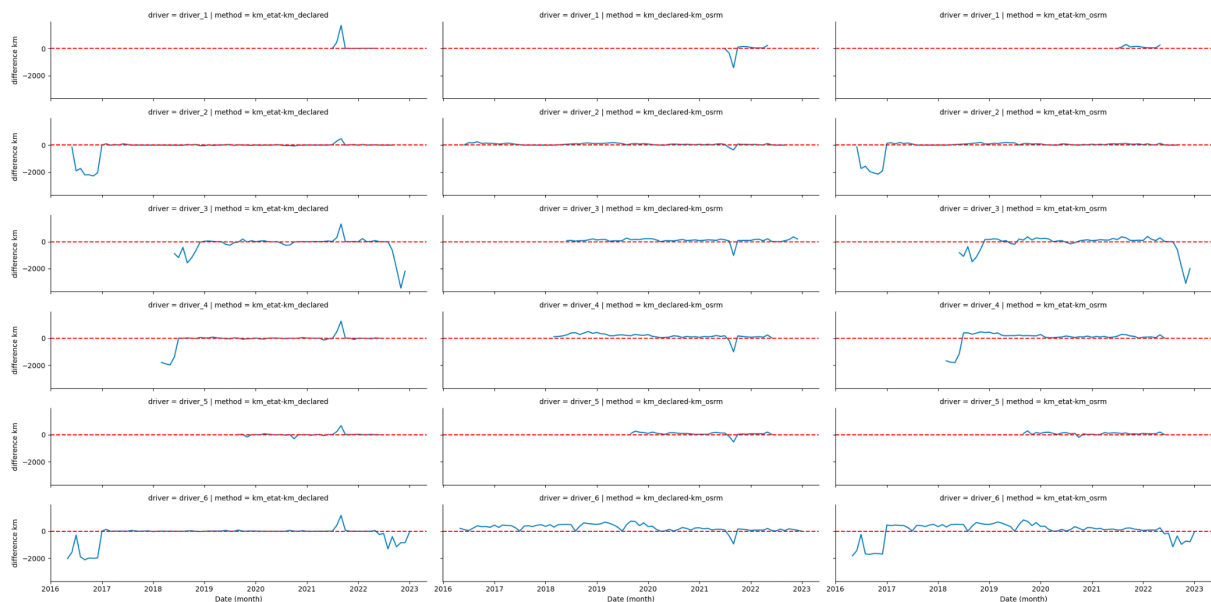 driver = driver_1 | method = km_etat-km_declared
driver = driver_1 | method = km_declared-km_osrm
driver = driver_1 | method = km_etat-km_osrm
difference km
0
−2000
driver = driver_2 | method = km_etat-km_declared
driver = driver_2 | method = km_declared-km_osrm
driver = driver_2 | method = km_etat-km_osrm
difference km
0
−2000
driver = driver_3 | method = km_etat-km_declared
driver = driver_3 | method = km_declared-km_osrm
driver = driver_3 | method = km_etat-km_osrm
difference km
0
−2000
driver = driver_4 | method = km_etat-km_declared
driver = driver_4 | method = km_declared-km_osrm
driver = driver_4 | method = km_etat-km_osrm
difference km
0
−2000
driver = driver_5 | method = km_etat-km_declared
driver = driver_5 | method = km_declared-km_osrm
driver = driver_5 | method = km_etat-km_osrm
difference km
0
−2000
driver = driver_6 | method = km_etat-km_declared
driver = driver_6 | method = km_declared-km_osrm
driver = driver_6 | method = km_etat-km_osrm
difference km
0
−2000
2016 2017 2018 2019 2020 2021 2022 2023
2016 2017 2018 2019 2020 2021 2022 2023
2016 2017 2018 2019 2020 2021 2022 2023
Date (month)
Date (month)
Date (month)